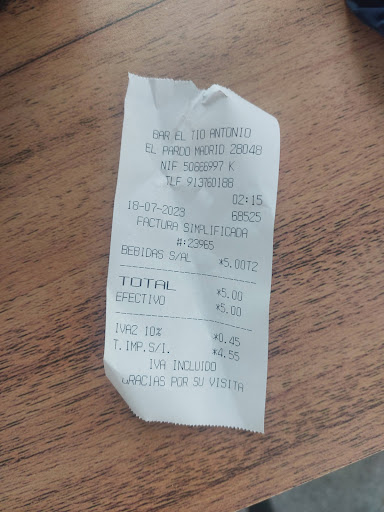 BAR EL TIO ANTONIO
EL PARDO MADRID 28048
NIF 50666997 K
TLF 913760188
02:15
18-07-2023 68525
FACTURA SIMPLIFICADA
#:23965
BEBIDAS S/AL *5.00T2
TOTAL *5.00
EFECTIVO *5.00
IVA2 10% *0.45
T.IMP.S/I. *4.55
IVA INCLUIDO
GRACIAS POR SU VISITA